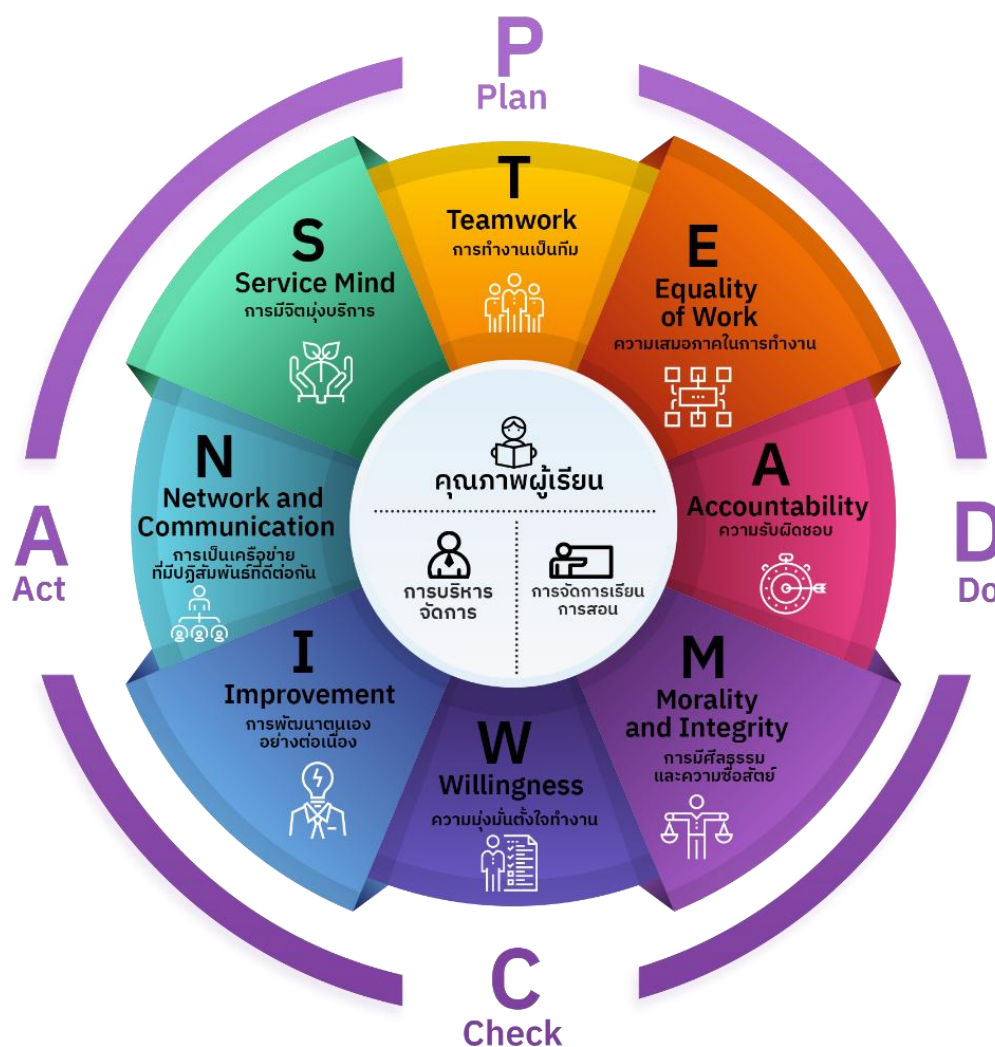 P
Plan
T
Teamwork
การทำงานเป็นทีม
E
Equality
of Work
ความเสมอภาคในการทำงาน
A
Accountability
ความรับผิดชอบ
M
Morality
and Integrity
การมีศีลธรรม
และความซื่อสัตย์
W
Willingness
ความมุ่งมั่นตั้งใจทำงาน
I
Improvement
การพัฒนาตนเอง
อย่างต่อเนื่อง
N
Network and
Communication
การเป็นเครือข่าย
ที่มีปฏิสัมพันธ์ที่ดีต่อกัน
S
Service Mind
การมีจิตมุ่งบริการ
คุณภาพผู้เรียน
การบริหาร
จัดการ
การจัดการเรียน
การสอน
D
Do
C
Check
A
Act